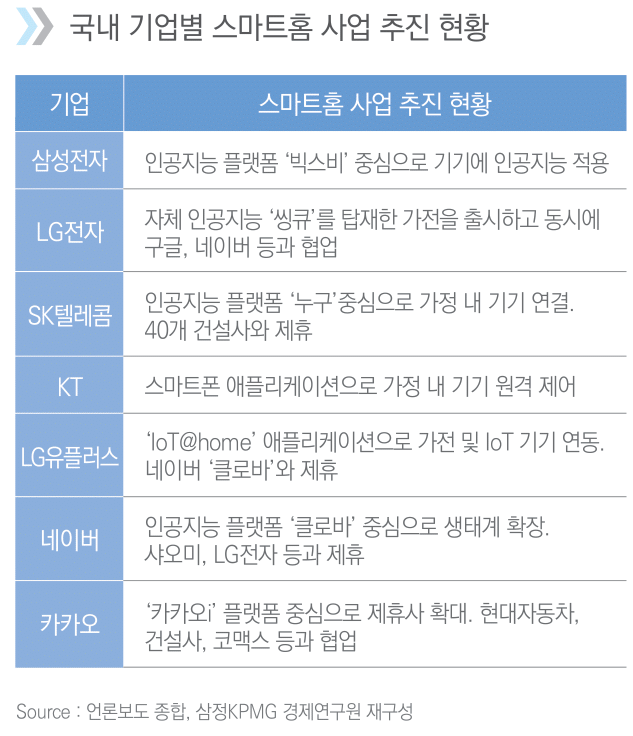 국내 기업별 스마트홈 사업 추진 현황
기업
스마트홈 사업 추진 현황
삼성전자
인공지능 플랫폼 ‘빅스비’ 중심으로 기기에 인공지능 적용
LG전자
자체 인공지능 ‘씽큐’를 탑재한 가전을 출시하고 동시에
구글, 네이버 등과 협업
SK텔레콤
인공지능 플랫폼 ‘누구’중심으로 가정 내 기기 연결.
40개 건설사와 제휴
KT
스마트폰 애플리케이션으로 가정 내 기기 원격 제어
LG유플러스
‘IoT@home’ 애플리케이션으로 가전 및 IoT 기기 연동.
네이버 ‘클로바’와 제휴
네이버
인공지능 플랫폼 ‘클로바’ 중심으로 생태계 확장.
샤오미, LG전자 등과 제휴
카카오
‘카카오i’ 플랫폼 중심으로 제휴사 확대. 현대자동차,
건설사, 코맥스 등과 협업
Source : 언론보도 종합, 삼정KPMG 경제연구원 재구성